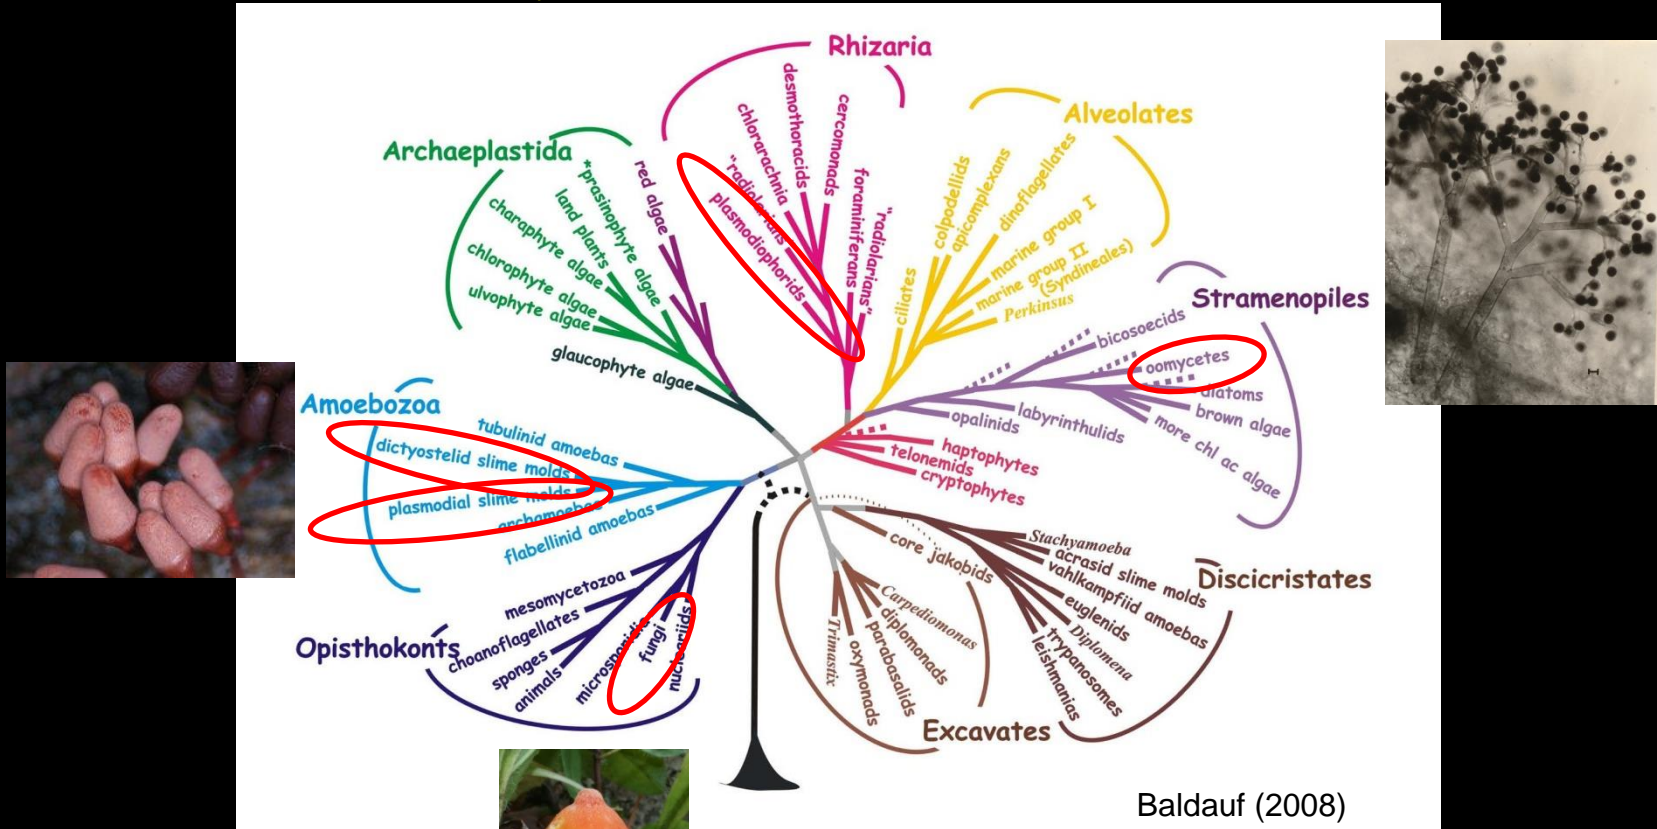 Rhizaria
desmothoracids
cercomonads
chlorarachnia
"radiolarians
plasmodiophorids
foraminiferans
"radiolarians"
Alveolates
colpodellids
apicomplexans
dinoflagellates
marine group I
marine group II
(Syndineales)
Perkinsus
ciliates
Archaeplastida
red algae
*prasinophyte algae
land plants
charaphyte algae
chlorophyte algae
ulvophyte algae
glaucophyte algae
Stramenopiles
bicosoecids
oomycetes
diatoms
brown algae
more chl ac algae
labyrinthulids
opalinids
haptophytes
telonemids
cryptophytes
Amoebozoa
tubulinid amoebas
dictyostelid slime molds
plasmodial slime molds
archamoebas
flabellinid amoebas
Opisthokonts
mesomycetozoa
choanoflagellates
sponges
animals
microsporidia
fungi
nucleariids
Discicristates
Stachyamoeba
acrasid slime molds
vahlkampfiid amoebas
euglenids
Diplomena
trypanosomes
leishmanias
core jakobids
Carpediomonas
diplomonads
parabasalids
oxymonads
Trimastix
Excavates
Baldauf (2008)